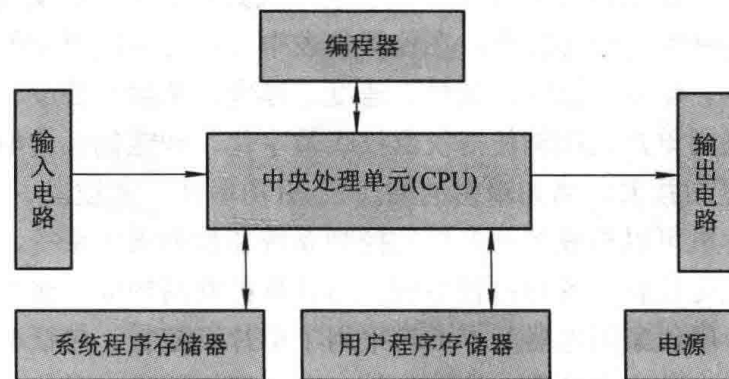 编程器
输入电路
中央处理单元(CPU)
输出电路
系统程序存储器
用户程序存储器
电源